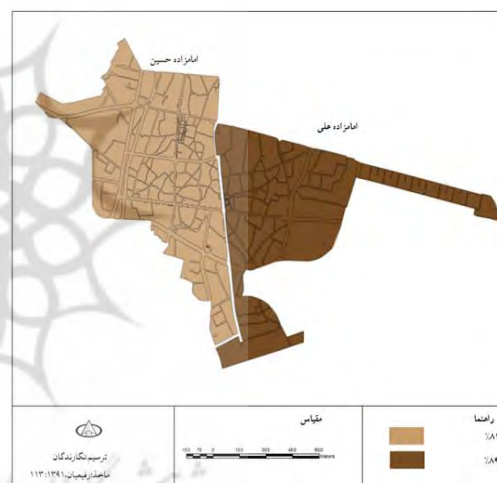 امامزاده حسین
امامزاده علی
راهنما
مقیاس
ترسیم:نگارندگان
ماخذ:رفیعیان،۱۱۳:۱۳۹۱